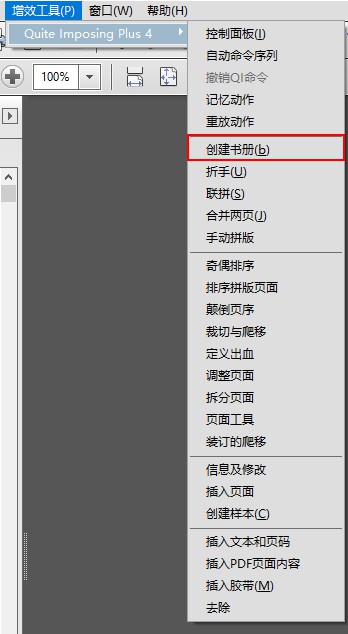 增效工具(P) 窗口(W) 帮助(H)
Quite Imposing Plus 4
控制面板(I)
自动命令序列
100%
撤销QI命令
记忆动作
重放动作
创建书册(b)
折手(U)
联拼(S)
合并两页(J)
手动拼版
奇偶排序
排序拼版页面
颠倒页序
裁切与爬移
定义出血
调整页面
拆分页面
页面工具
装订的爬移
信息及修改
插入页面
创建样本(C)
插入文本和页码
插入PDF页面内容
插入胶带(M)
去除